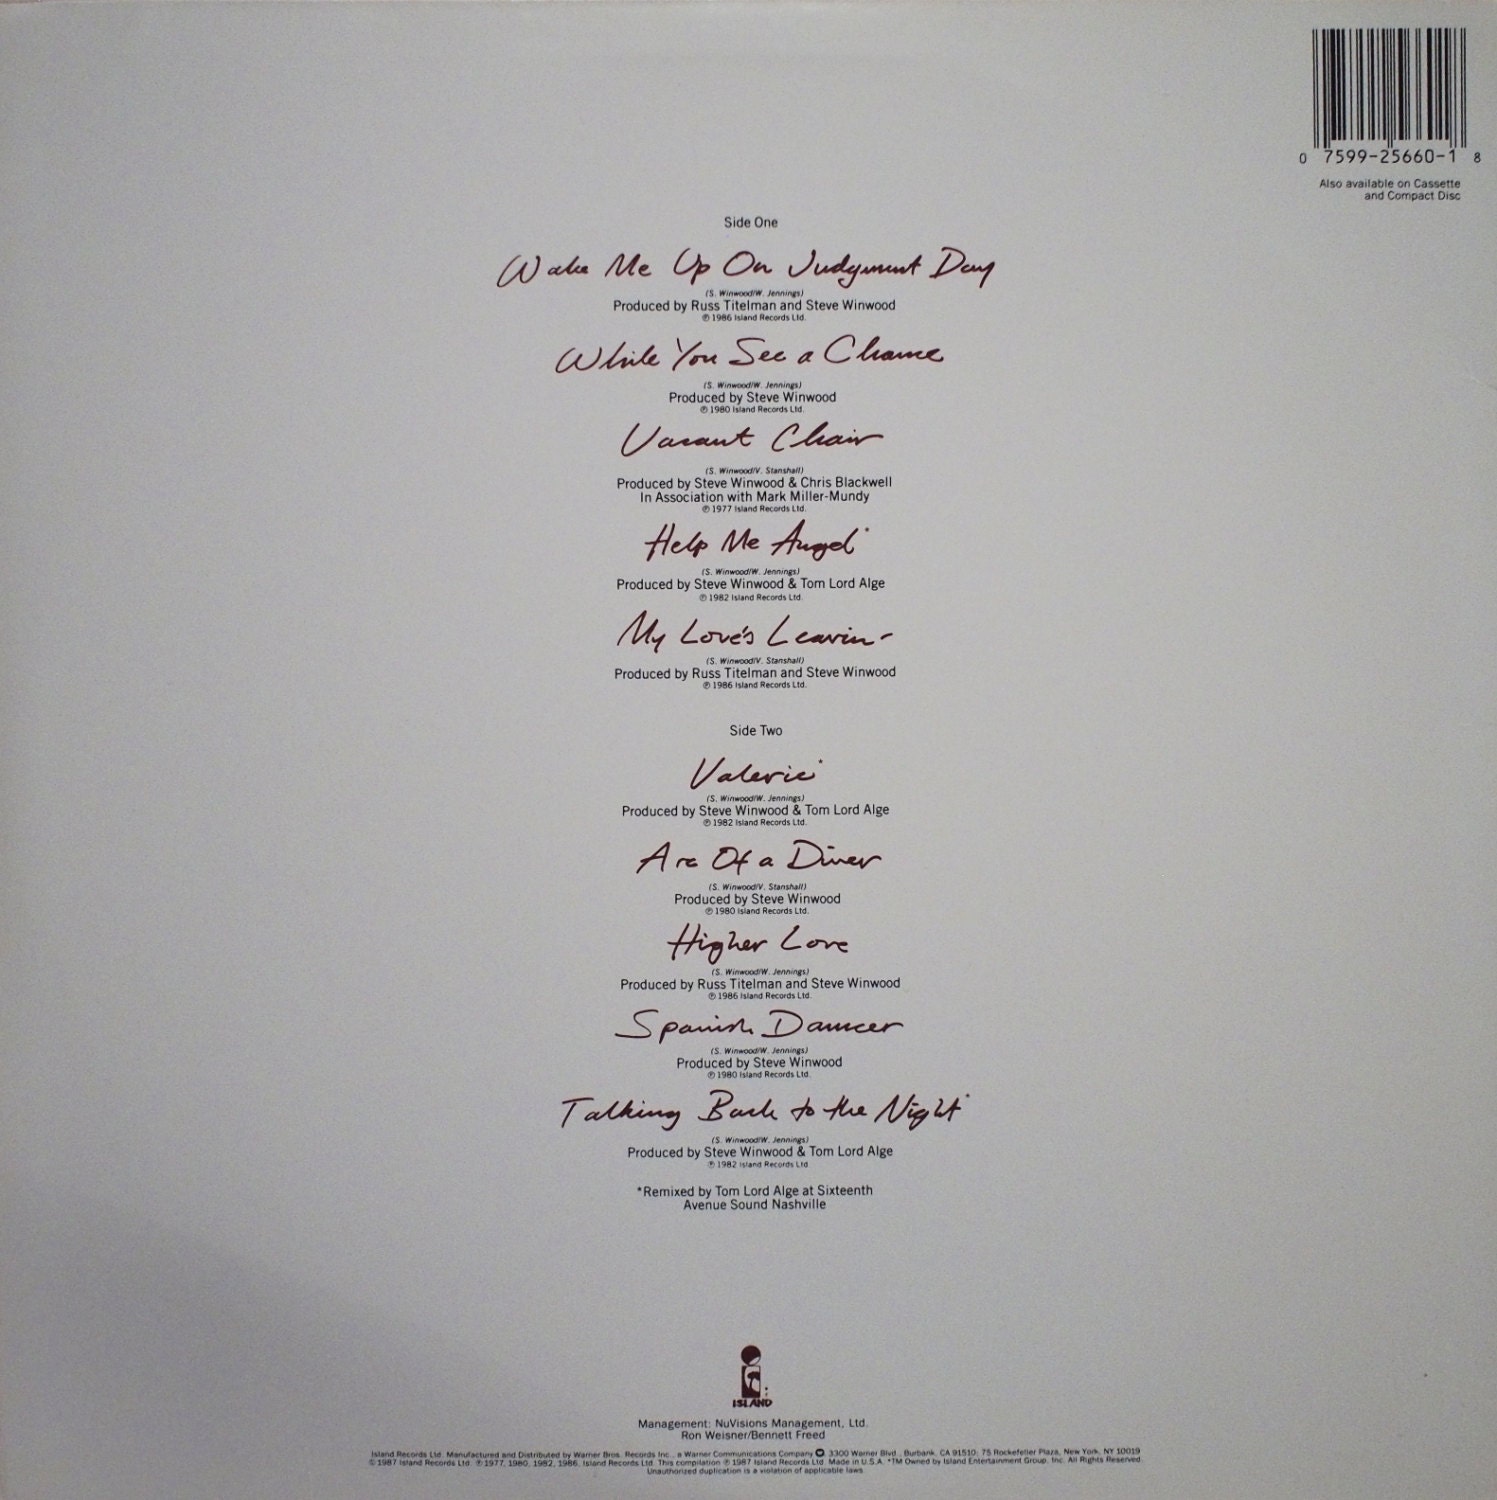 0 7599-25660-1 8
Also available on Cassette
and Compact Disc
Side One
Wake Me Up On Judgment Day
(S. Winwood/W. Jennings)
Produced by Russ Titelman and Steve Winwood
℗ 1986 Island Records Ltd.
While You See a Chance
(S. Winwood/W. Jennings)
Produced by Steve Winwood
℗ 1980 Island Records Ltd.
Vacant Chair
(S. Winwood/V. Stanshall)
Produced by Steve Winwood & Chris Blackwell
In Association with Mark Miller-Mundy
℗ 1977 Island Records Ltd.
Help Me Angel*
(S. Winwood/W. Jennings)
Produced by Steve Winwood & Tom Lord Alge
℗ 1982 Island Records Ltd.
My Love's Leavin'
(S. Winwood/V. Stanshall)
Produced by Russ Titelman and Steve Winwood
℗ 1986 Island Records Ltd.
Side Two
Valerie*
(S. Winwood/W. Jennings)
Produced by Steve Winwood & Tom Lord Alge
℗ 1982 Island Records Ltd.
Arc Of a Diver
(S. Winwood/V. Stanshall)
Produced by Steve Winwood
℗ 1980 Island Records Ltd.
Higher Love
(S. Winwood/W. Jennings)
Produced by Russ Titelman and Steve Winwood
℗ 1986 Island Records Ltd.
Spanish Dancer
(S. Winwood/W. Jennings)
Produced by Steve Winwood
℗ 1980 Island Records Ltd.
Talking Back to the Night*
(S. Winwood/W. Jennings)
Produced by Steve Winwood & Tom Lord Alge
℗ 1982 Island Records Ltd.
*Remixed by Tom Lord Alge at Sixteenth
Avenue Sound Nashville
ISLAND
Management: NuVisions Management, Ltd.
Ron Weisner/Bennett Freed
Island Records Ltd. Manufactured and Distributed by Warner Bros. Records Inc., a Warner Communications Company 3300 Warner Blvd., Burbank, CA 91510; 75 Rockefeller Plaza, New York, NY 10019
© 1987 Island Records Ltd. ℗ 1977, 1980, 1982, 1986, Island Records Ltd. This compilation ℗ 1987 Island Records Ltd. Made in U.S.A. *TM Owned by Island Entertainment Group, Inc. All Rights Reserved.
Unauthorized duplication is a violation of applicable laws.